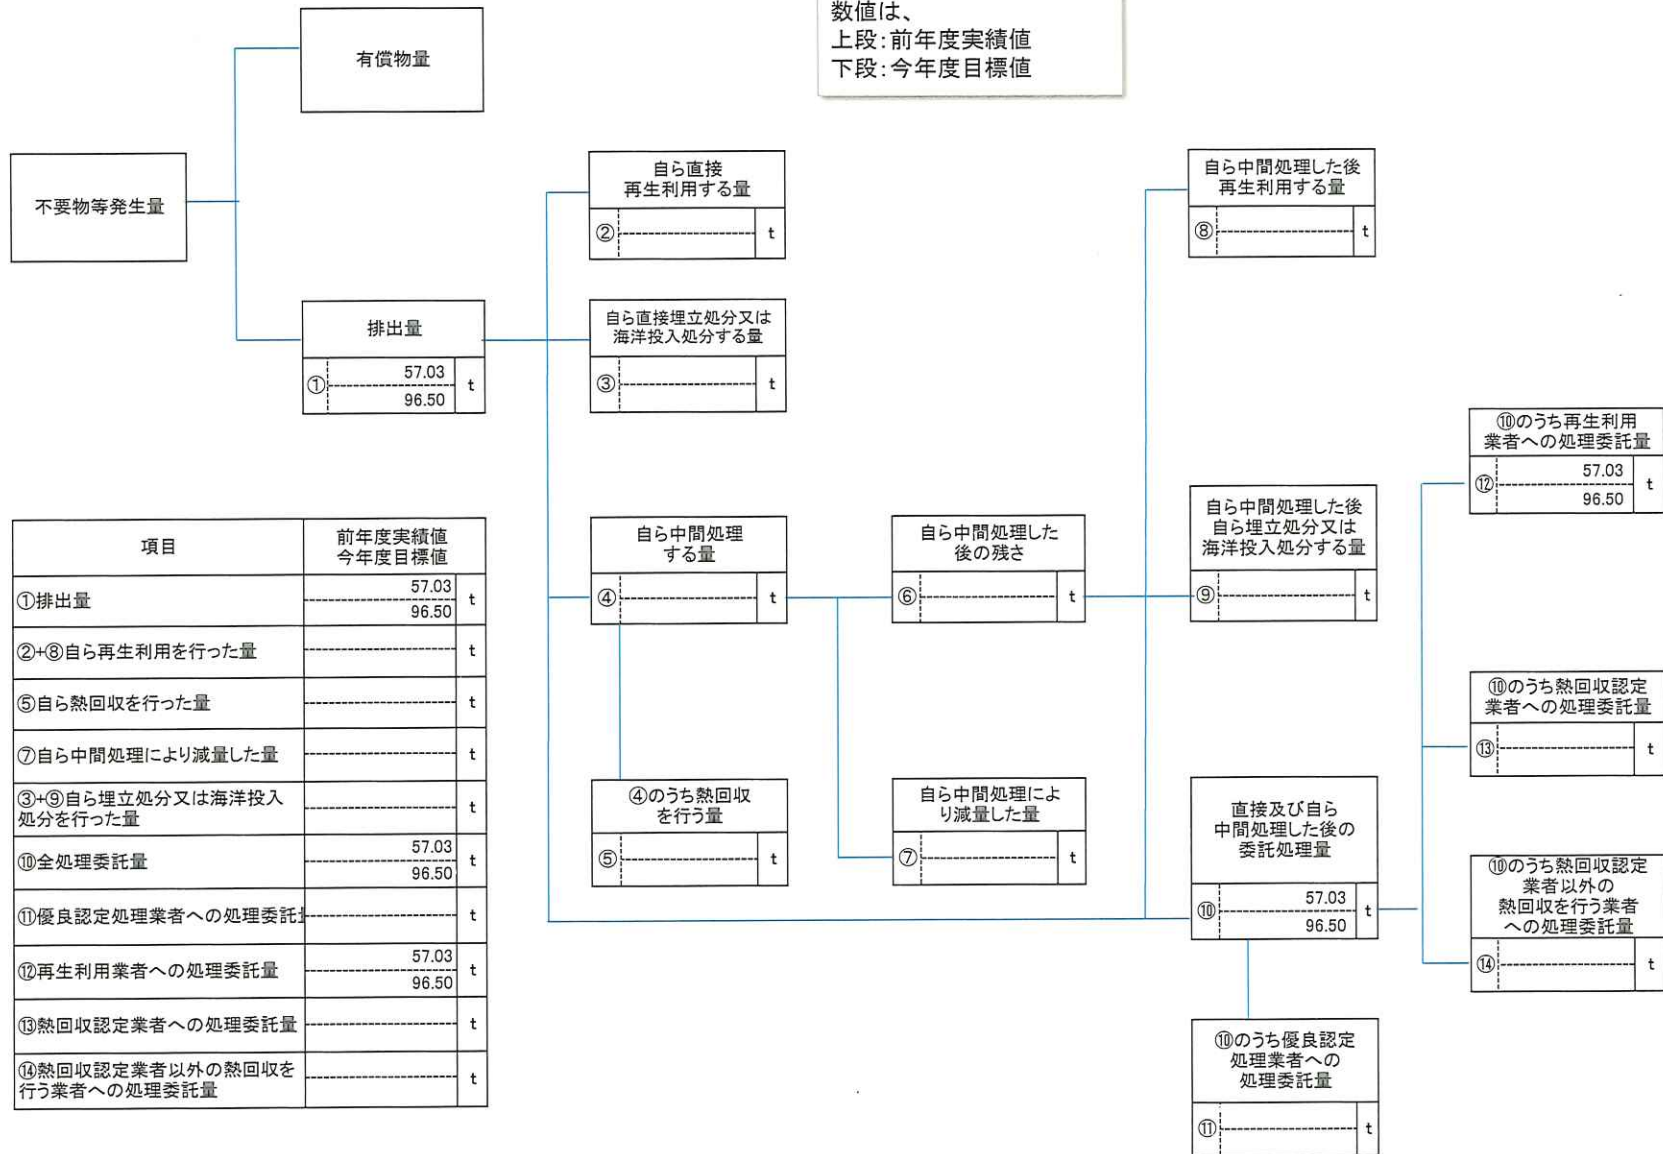 数値は、
上段:前年度実績値
下段:今年度目標値
有償物量
不要物等発生量
排出量
①
57.03
96.50
t
自ら直接
再生利用する量
②
t
自ら直接埋立処分又は
海洋投入処分する量
③
t
自ら中間処理
する量
④
t
④のうち熱回収
を行う量
⑤
t
自ら中間処理した
後の残さ
⑥
t
自ら中間処理によ
り減量した量
⑦
t
自ら中間処理した後
再生利用する量
⑧
t
自ら中間処理した後
自ら埋立処分又は
海洋投入処分する量
⑨
t
直接及び自ら
中間処理した後の
委託処理量
⑩
57.03
96.50
t
⑩のうち優良認定
処理業者への
処理委託量
⑪
t
⑩のうち再生利用
業者への処理委託量
⑫
57.03
96.50
t
⑩のうち熱回収認定
業者への処理委託量
⑬
t
⑩のうち熱回収認定
業者以外の
熱回収を行う業者
への処理委託量
⑭
t
項目
前年度実績値
今年度目標値
①排出量
57.03
96.50
t
②+⑧自ら再生利用を行った量
t
⑤自ら熱回収を行った量
t
⑦自ら中間処理により減量した量
t
③+⑨自ら埋立処分又は海洋投入
処分を行った量
t
⑩全処理委託量
57.03
96.50
t
⑪優良認定処理業者への処理委託
t
⑫再生利用業者への処理委託量
57.03
96.50
t
⑬熱回収認定業者への処理委託量
t
⑭熱回収認定業者以外の熱回収を
行う業者への処理委託量
t